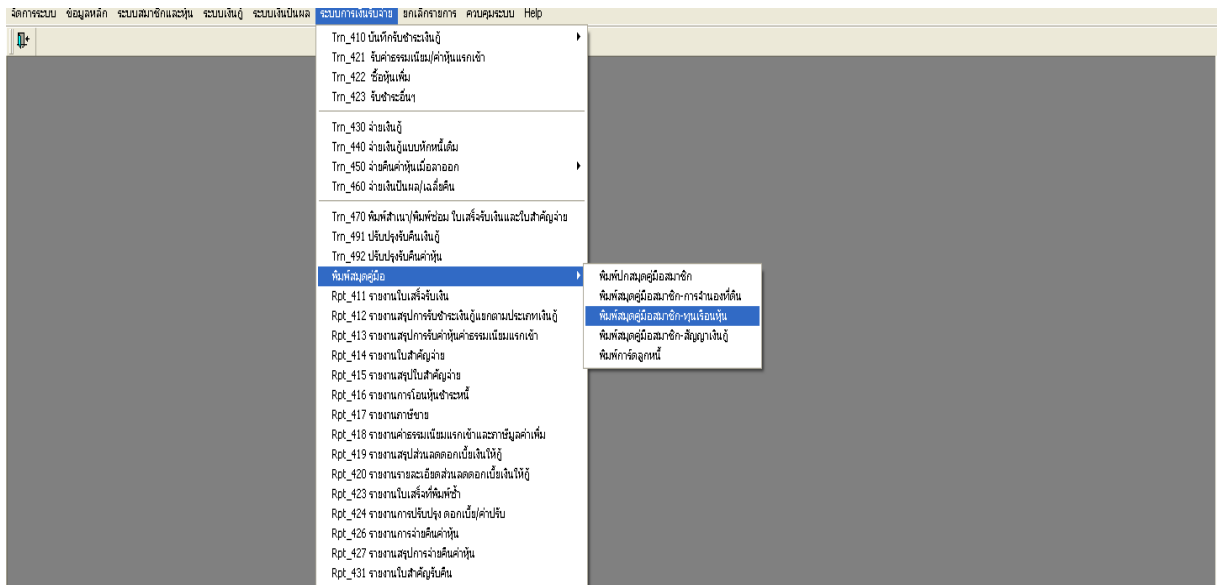 จัดการระบบ ข้อมูลหลัก ระบบสมาชิกและหุ้น ระบบเงินกู้ ระบบเงินปันผล ระบบการเงินรับจ่าย ยกเลิกรายการ ควบคุมระบบ Help
Trn_410 บันทึกรับชำระเงินกู้
Trn_421 รับค่าธรรมเนียม/ค่าหุ้นแรกเข้า
Trn_422 ซื้อหุ้นเพิ่ม
Trn_423 รับชำระอื่นๆ
Trn_430 จ่ายเงินกู้
Trn_440 จ่ายเงินกู้แบบหักหนี้เดิม
Trn_450 จ่ายคืนค่าหุ้นเมื่อลาออก
Trn_460 จ่ายเงินปันผล/เฉลี่ยคืน
Trn_470 พิมพ์สำเนา/พิมพ์ซ่อม ใบเสร็จรับเงินและใบสำคัญจ่าย
Trn_491 ปรับปรุงรับคืนเงินกู้
Trn_492 ปรับปรุงรับคืนค่าหุ้น
พิมพ์สมุดคู่มือ
พิมพ์ปกสมุดคู่มือสมาชิก
พิมพ์สมุดคู่มือสมาชิก-การจำนองที่ดิน
พิมพ์สมุดคู่มือสมาชิก-ทุนเรือนหุ้น
พิมพ์สมุดคู่มือสมาชิก-สัญญาเงินกู้
พิมพ์การ์ดลูกหนี้
Rpt_411 รายงานใบเสร็จรับเงิน
Rpt_412 รายงานสรุปการรับชำระเงินกู้แยกตามประเภทเงินกู้
Rpt_413 รายงานสรุปการรับค่าหุ้นค่าธรรมเนียมแรกเข้า
Rpt_414 รายงานใบสำคัญจ่าย
Rpt_415 รายงานสรุปใบสำคัญจ่าย
Rpt_416 รายงานการโอนหุ้นชำระหนี้
Rpt_417 รายงานภาษีขาย
Rpt_418 รายงานค่าธรรมเนียมแรกเข้าและภาษีมูลค่าเพิ่ม
Rpt_419 รายงานสรุปส่วนลดดอกเบี้ยเงินให้กู้
Rpt_420 รายงานรายละเอียดส่วนลดดอกเบี้ยเงินให้กู้
Rpt_423 รายงานใบเสร็จที่พิมพ์ซ้ำ
Rpt_424 รายงานการปรับปรุง ดอกเบี้ย/ค่าปรับ
Rpt_426 รายงานการจ่ายคืนค่าหุ้น
Rpt_427 รายงานสรุปการจ่ายคืนค่าหุ้น
Rpt_431 รายงานใบสำคัญรับคืน